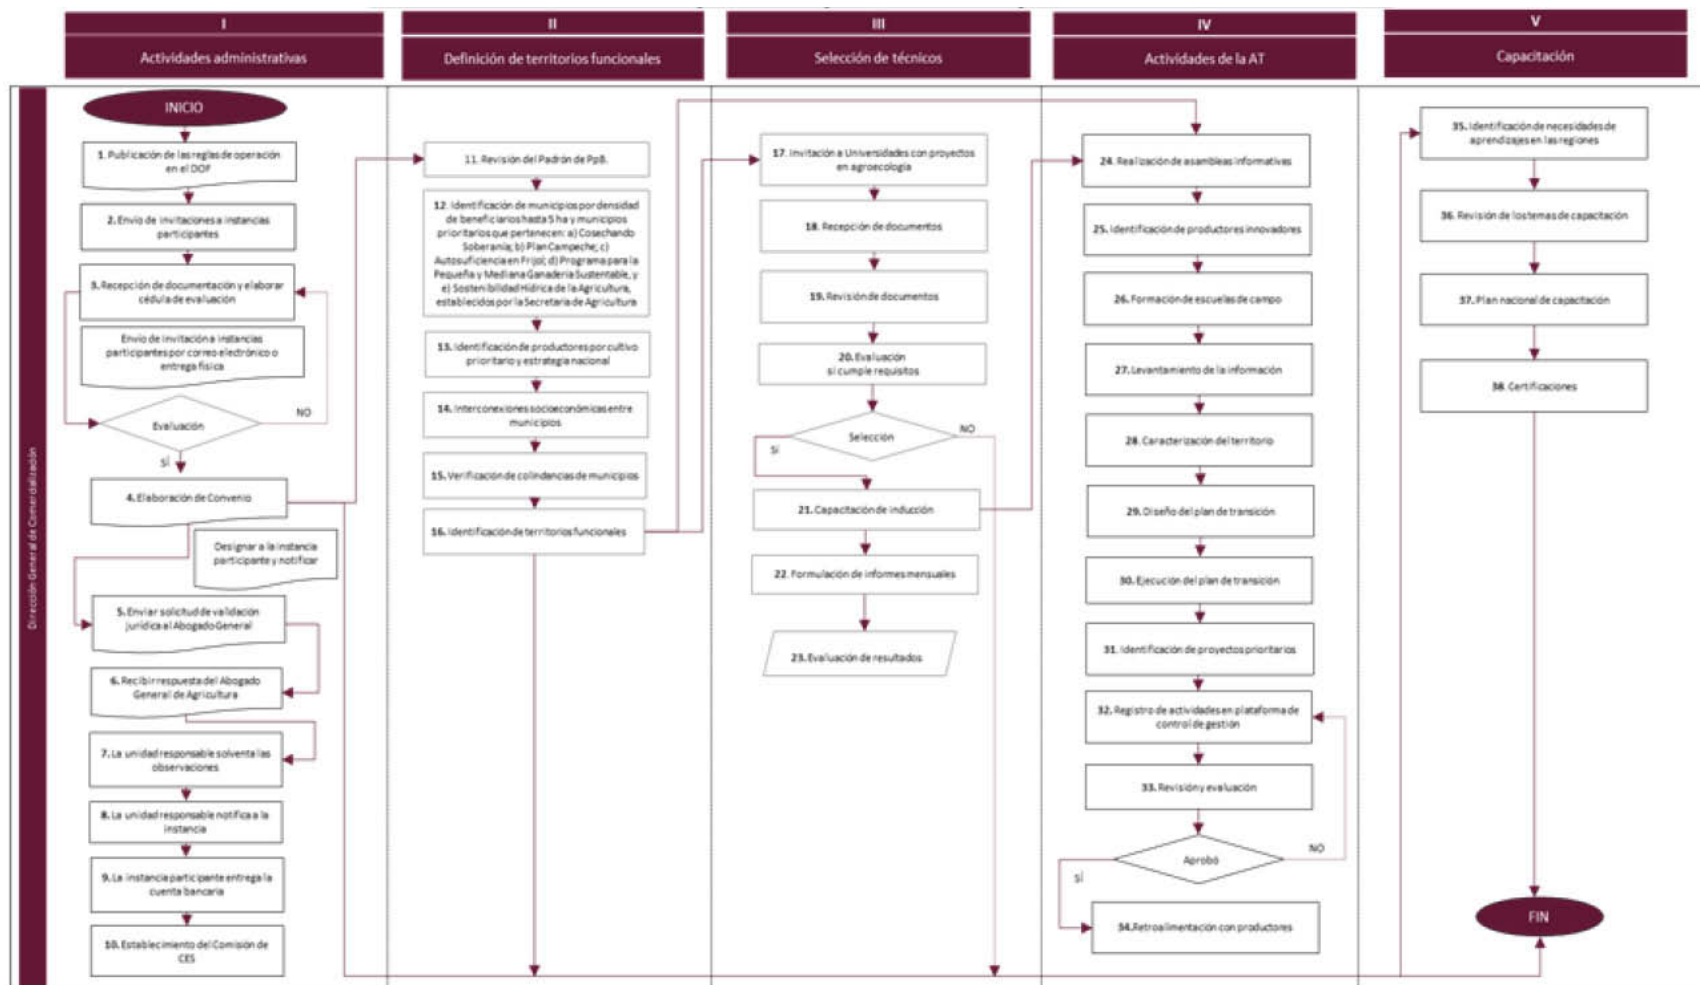 I
Actividades administrativas
II
Definición de territorios funcionales
III
Selección de técnicos
IV
Actividades de la AT
V
Capacitación
Dirección General de Comercialización
INICIO
1. Publicación de las reglas de operación
en el DOF
2. Envío de invitaciones a instancias
participantes
3. Recepción de documentación y elaborar
cédula de evaluación
Envío de invitación a instancias
participantes por correo electrónico o
entrega física
Evaluación
NO
SÍ
4. Elaboración de Convenio
Designar a la instancia
participante y notificar
5. Enviar solicitud de validación
jurídica al Abogado General
6. Recibir respuesta del Abogado
General de Agricultura
7. La unidad responsable solventa las
observaciones
8. La unidad responsable notifica a la
instancia
9. La instancia participante entrega la
cuenta bancaria
10. Establecimiento del Comisión de
CES
11. Revisión del Padrón de PpB.
12. Identificación de municipios por densidad
de beneficiarios hasta 5 ha y municipios
prioritarios que pertenecen: a) Cosechando
Soberanía; b) Plan Campeche; c)
Autosuficiencia en Frijol; d) Programa para la
Pequeña y Mediana Ganadería Sustentable, y
e) Sostenibilidad Hídrica de la Agricultura,
establecidos por la Secretaría de Agricultura
13. Identificación de productores por cultivo
prioritario y estrategia nacional
14. Interconexiones socioeconómicas entre
municipios
15. Verificación de colindancias de municipios
16. Identificación de territorios funcionales
17. Invitación a Universidades con proyectos
en agroecología
18. Recepción de documentos
19. Revisión de documentos
20. Evaluación
sí cumple requisitos
Selección
NO
SÍ
21. Capacitación de inducción
22. Formulación de informes mensuales
23. Evaluación de resultados
24. Realización de asambleas informativas
25. Identificación de productores innovadores
26. Formación de escuelas de campo
27. Levantamiento de la información
28. Caracterización del territorio
29. Diseño del plan de transición
30. Ejecución del plan de transición
31. Identificación de proyectos prioritarios
32. Registro de actividades en plataforma de
control de gestión
33. Revisión y evaluación
Aprobó
NO
SÍ
34. Retroalimentación con productores
35. Identificación de necesidades de
aprendizajes en las regiones
36. Revisión de los temas de capacitación
37. Plan nacional de capacitación
38. Certificaciones
FIN